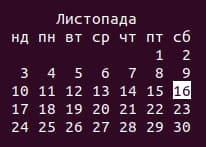 Листопада
нд пн вт ср чт пт сб
1 2
3 4 5 6 7 8 9
10 11 12 13 14 15 16
17 18 19 20 21 22 23
24 25 26 27 28 29 30